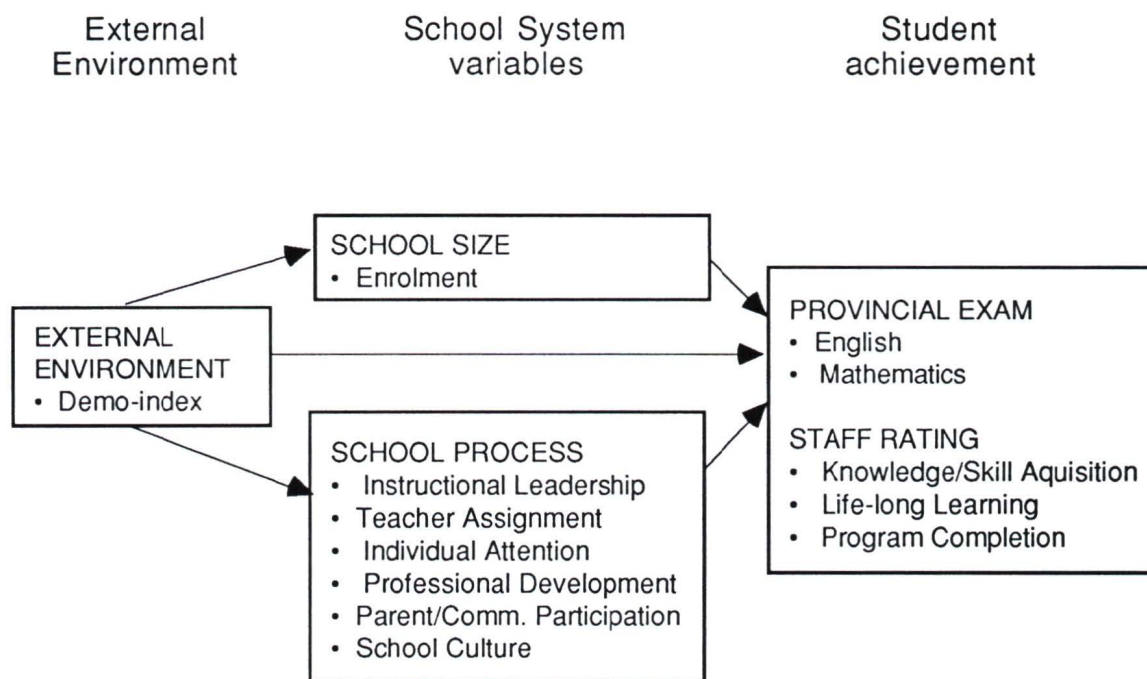 External
Environment
School System
variables
Student
achievement
SCHOOL SIZE
• Enrolment
EXTERNAL
ENVIRONMENT
• Demo-index
SCHOOL PROCESS
• Instructional Leadership
• Teacher Assignment
• Individual Attention
• Professional Development
• Parent/Comm. Participation
• School Culture
PROVINCIAL EXAM
• English
• Mathematics
STAFF RATING
• Knowledge/Skill Aquisition
• Life-long Learning
• Program Completion